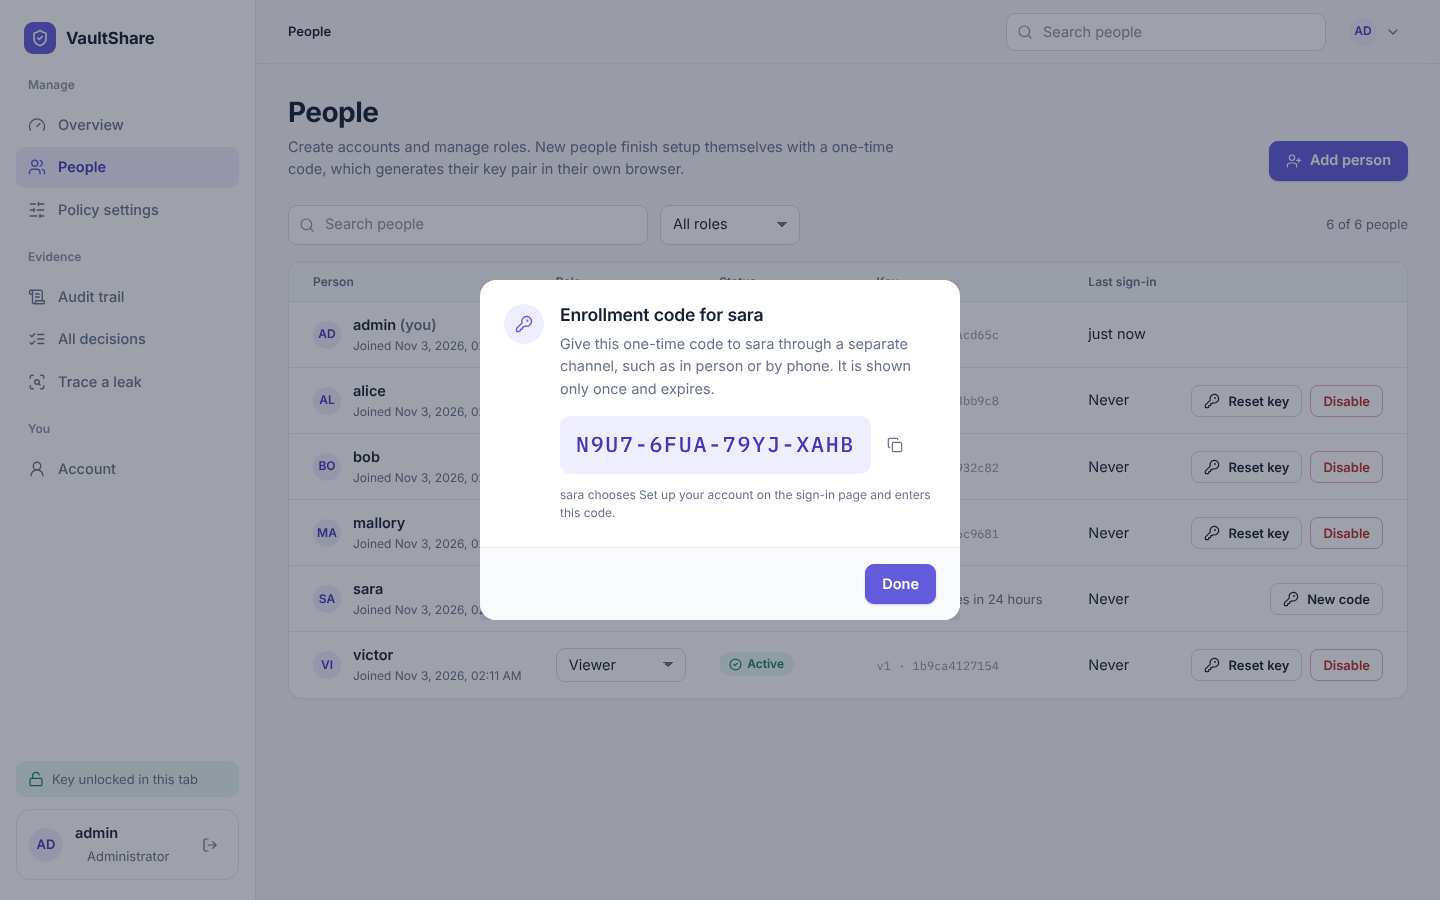 VaultShare
Manage
Overview
People
Policy settings
Evidence
Audit trail
All decisions
Trace a leak
You
Account
Key unlocked in this tab
AD
admin
Administrator
People
Search people
AD
People
Create accounts and manage roles. New people finish setup themselves with a one-time
code, which generates their key pair in their own browser.
Add person
Search people
All roles
6 of 6 people
Person
Last sign-in
AD
admin (you)
Joined Nov 3, 2026,
just now
AL
alice
Joined Nov 3, 2026,
Never
Reset key
Disable
BO
bob
Joined Nov 3, 2026,
Never
Reset key
Disable
MA
mallory
Joined Nov 3, 2026,
Never
Reset key
Disable
SA
sara
Joined Nov 3, 2026,
in 24 hours
Never
New code
VI
victor
Joined Nov 3, 2026, 02:11 AM
Viewer
Active
v1 · 1b9ca4127154
Never
Reset key
Disable
Enrollment code for sara
Give this one-time code to sara through a separate
channel, such as in person or by phone. It is shown
only once and expires.
N9U7-6FUA-79YJ-XAHB
sara chooses Set up your account on the sign-in page and enters
this code.
Done